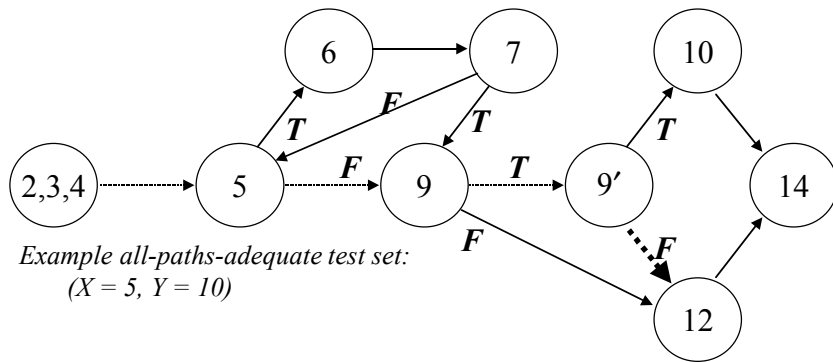 6
7
10
F
T
T
T
2,3,4
5
F
9
T
9′
14
F
F
Example all-paths-adequate test set:
(X = 5, Y = 10)
12